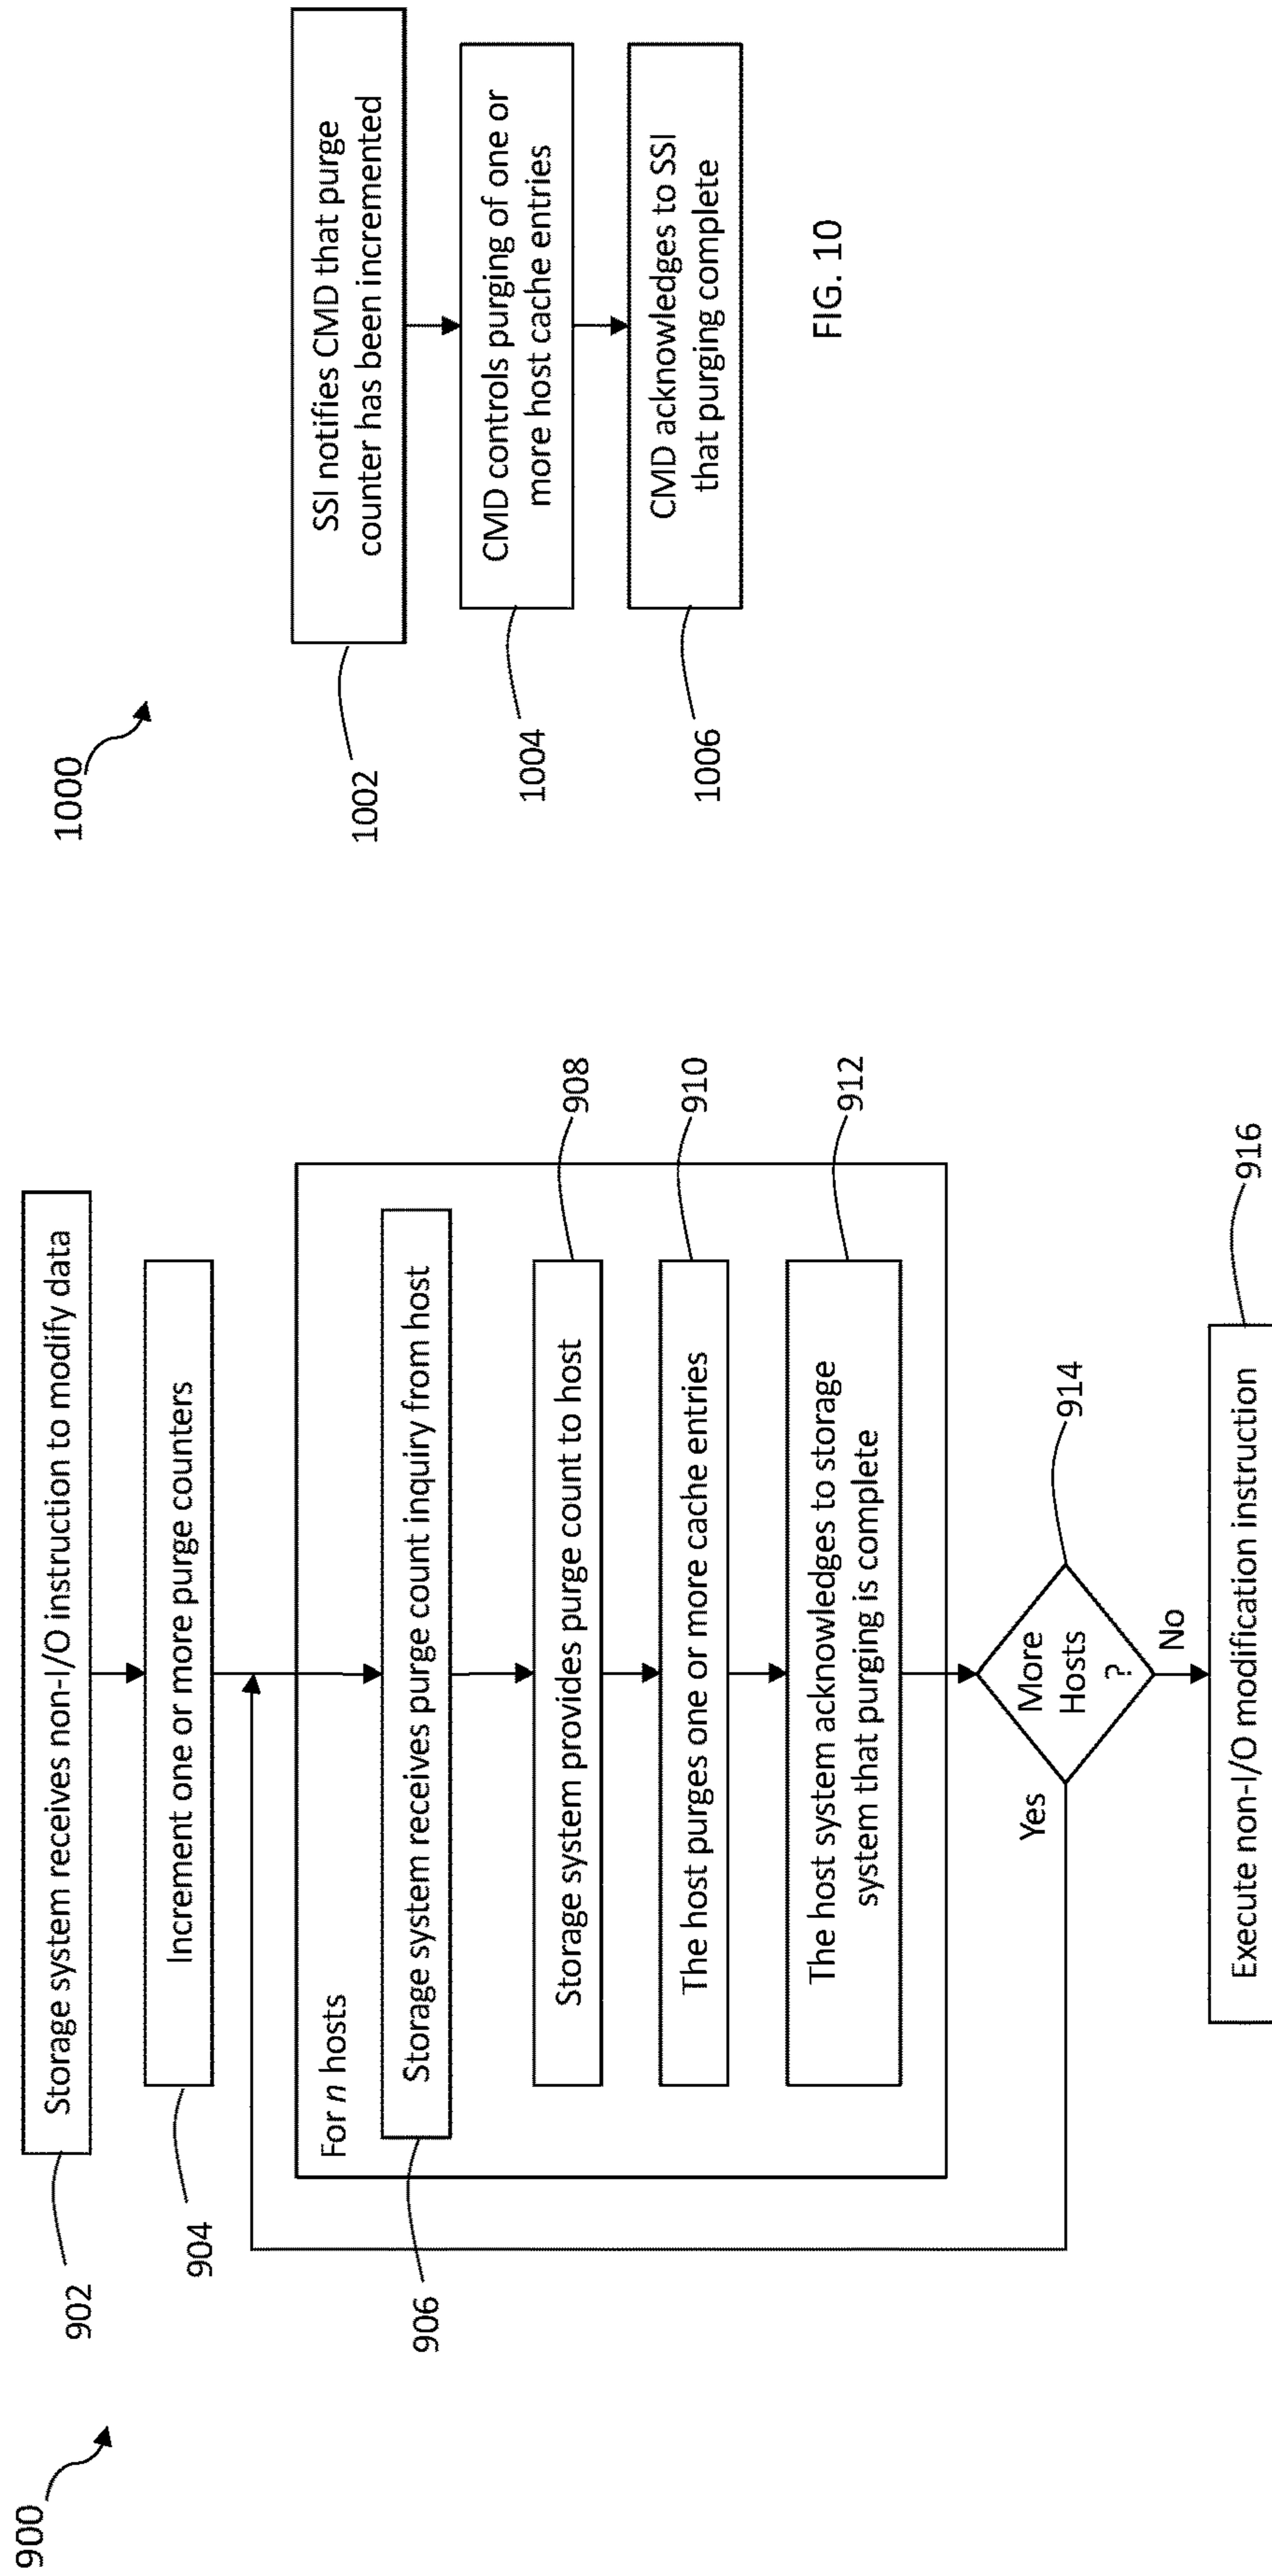 900
902
Storage system receives non-I/O instruction to modify data
904
Increment one or more purge counters
For n hosts
906
Storage system receives purge count inquiry from host
Storage system provides purge count to host
908
The host purges one or more cache entries
910
The host system acknowledges to storage
system that purging is complete
912
More
Hosts
?
914
Yes
No
Execute non-I/O modification instruction
916
1000
1002
SSI notifies CMD that purge
counter has been incremented
1004
CMD controls purging of one or
more host cache entries
1006
CMD acknowledges to SSI
that purging complete
FIG. 10